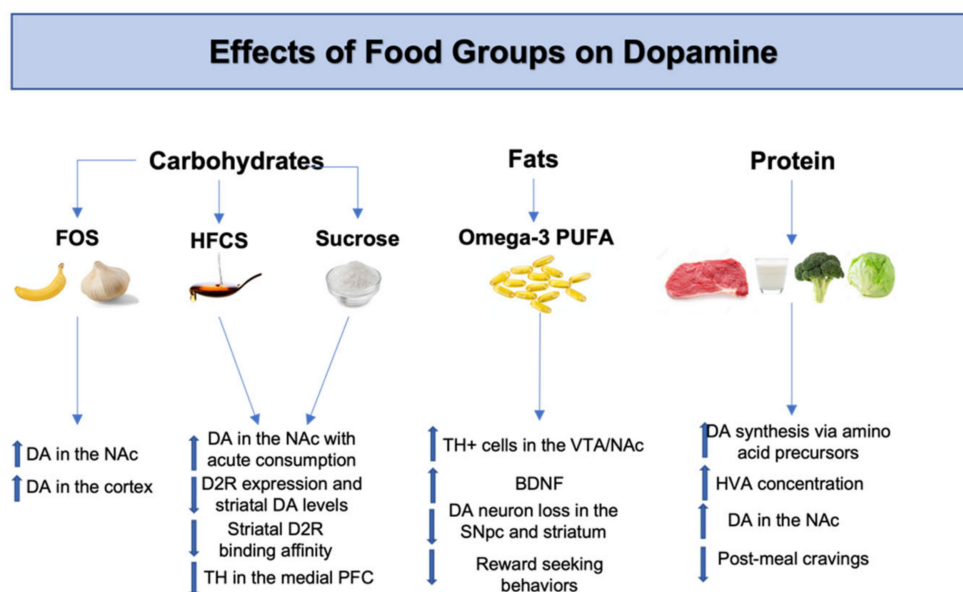 Effects of Food Groups on Dopamine
Carbohydrates
Fats
Protein
FOS
HFCS
Sucrose
Omega-3 PUFA
DA in the NAc
DA in the cortex
DA in the NAc with
acute consumption
D2R expression and
striatal DA levels
Striatal D2R
binding affinity
TH in the medial PFC
TH+ cells in the VTA/NAc
BDNF
DA neuron loss in the
SNpc and striatum
Reward seeking
behaviors
DA synthesis via amino
acid precursors
HVA concentration
DA in the NAc
Post-meal cravings